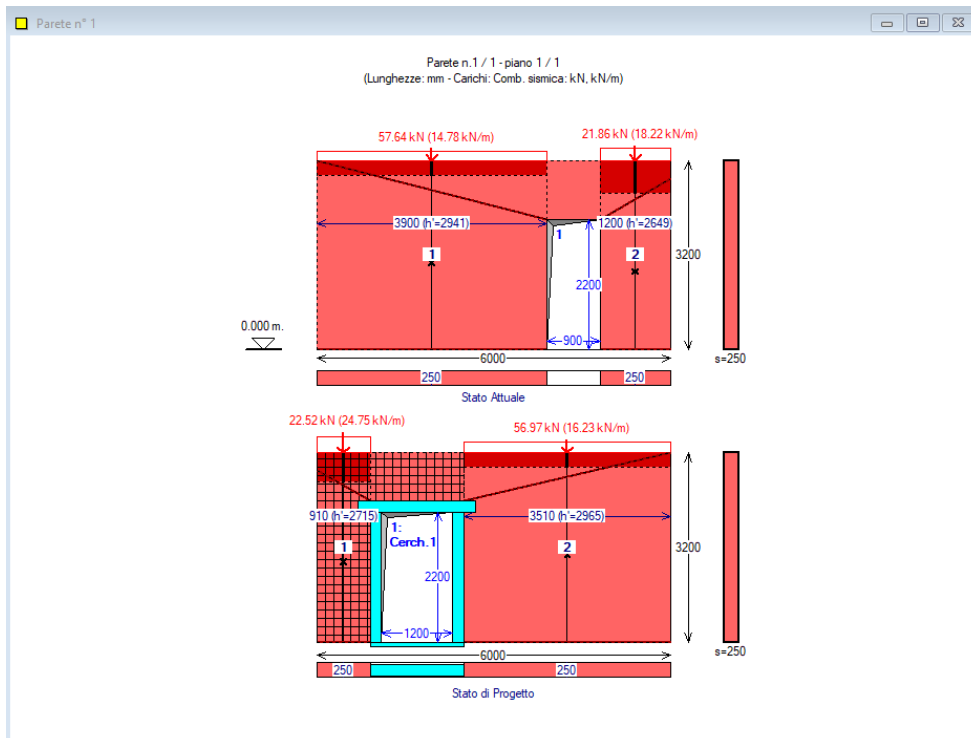 Parete n° 1
Parete n.1 / 1 - piano 1 / 1
(Lunghezze: mm - Carichi: Comb. sismica: kN, kN/m)
57.64 kN (14.78 kN/m)
21.86 kN (18.22 kN/m)
3900 (h'=2941)
1
1200 (h'=2649)
1
2
3200
2200
0.000 m.
900
6000
s=250
250
250
Stato Attuale
22.52 kN (24.75 kN/m)
56.97 kN (16.23 kN/m)
910 (h'=2715)
3510 (h'=2965)
1:
Cerch.1
1
2
3200
2200
1200
6000
s=250
250
250
Stato di Progetto